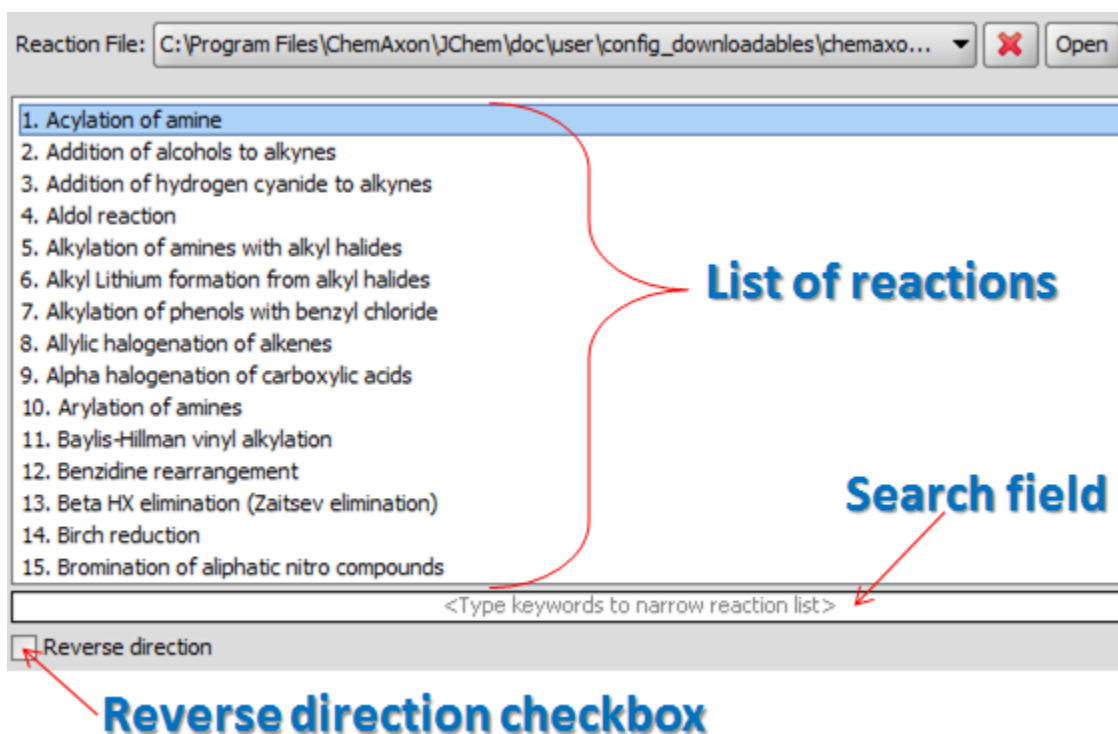 Reaction File: C:\Program Files\ChemAxon\JChem\doc\user\config_downloadables\chemaxo... Open
1. Acylation of amine
2. Addition of alcohols to alkynes
3. Addition of hydrogen cyanide to alkynes
4. Aldol reaction
5. Alkylation of amines with alkyl halides
6. Alkyl Lithium formation from alkyl halides
7. Alkylation of phenols with benzyl chloride
8. Allylic halogenation of alkenes
9. Alpha halogenation of carboxylic acids
10. Arylation of amines
11. Baylis-Hillman vinyl alkylation
12. Benzidine rearrangement
13. Beta HX elimination (Zaitsev elimination)
14. Birch reduction
15. Bromination of aliphatic nitro compounds
List of reactions
Search field
<Type keywords to narrow reaction list>
Reverse direction
Reverse direction checkbox